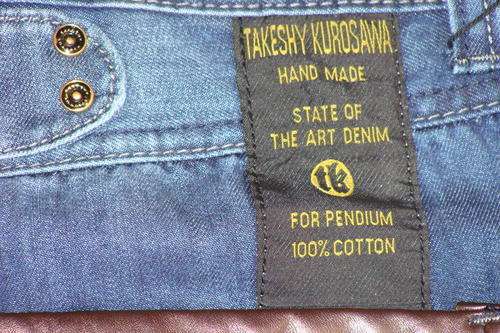 TAKESHY KUROSAWA
HAND MADE
STATE OF
THE ART DENIM
tk
FOR PENDIUM
100% COTTON